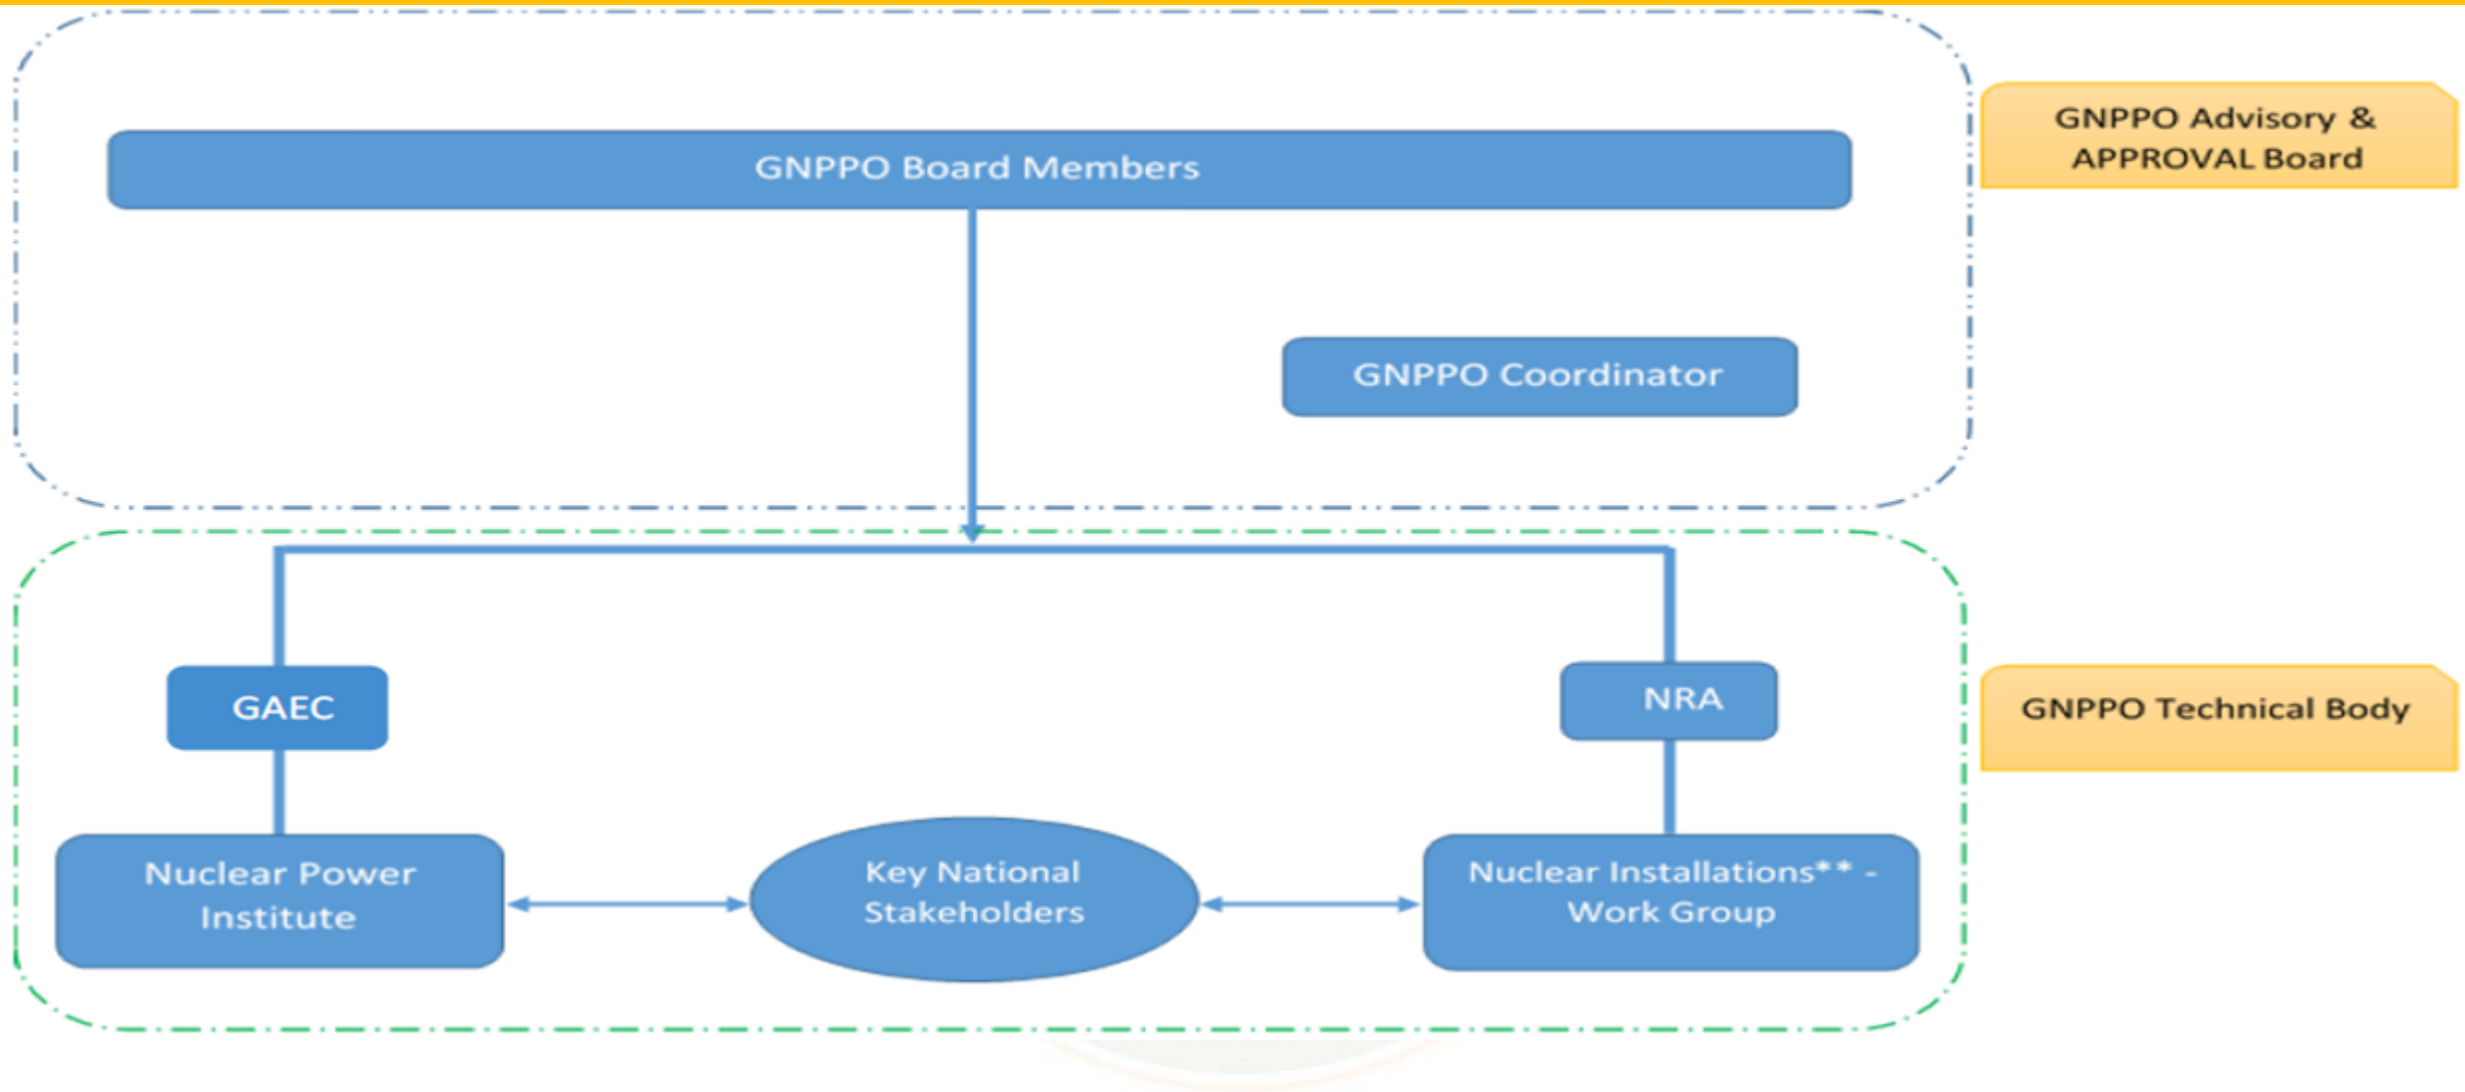 GNPPO Advisory &
APPROVAL Board
GNPPO Board Members
GNPPO Coordinator
GAEC
NRA
GNPPO Technical Body
Nuclear Power
Institute
Key National
Stakeholders
Nuclear Installations** -
Work Group